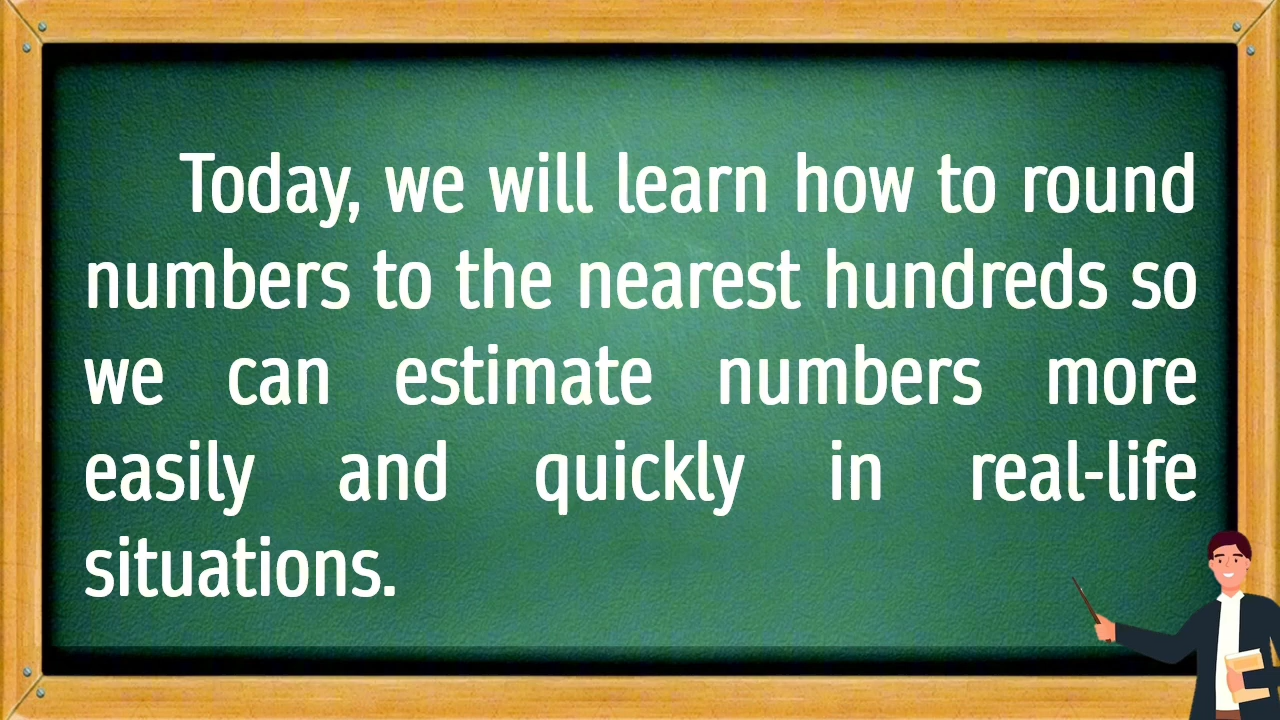 Today, we will learn how to round
numbers to the nearest hundreds so
we can estimate numbers more
easily and quickly in real-life
situations.